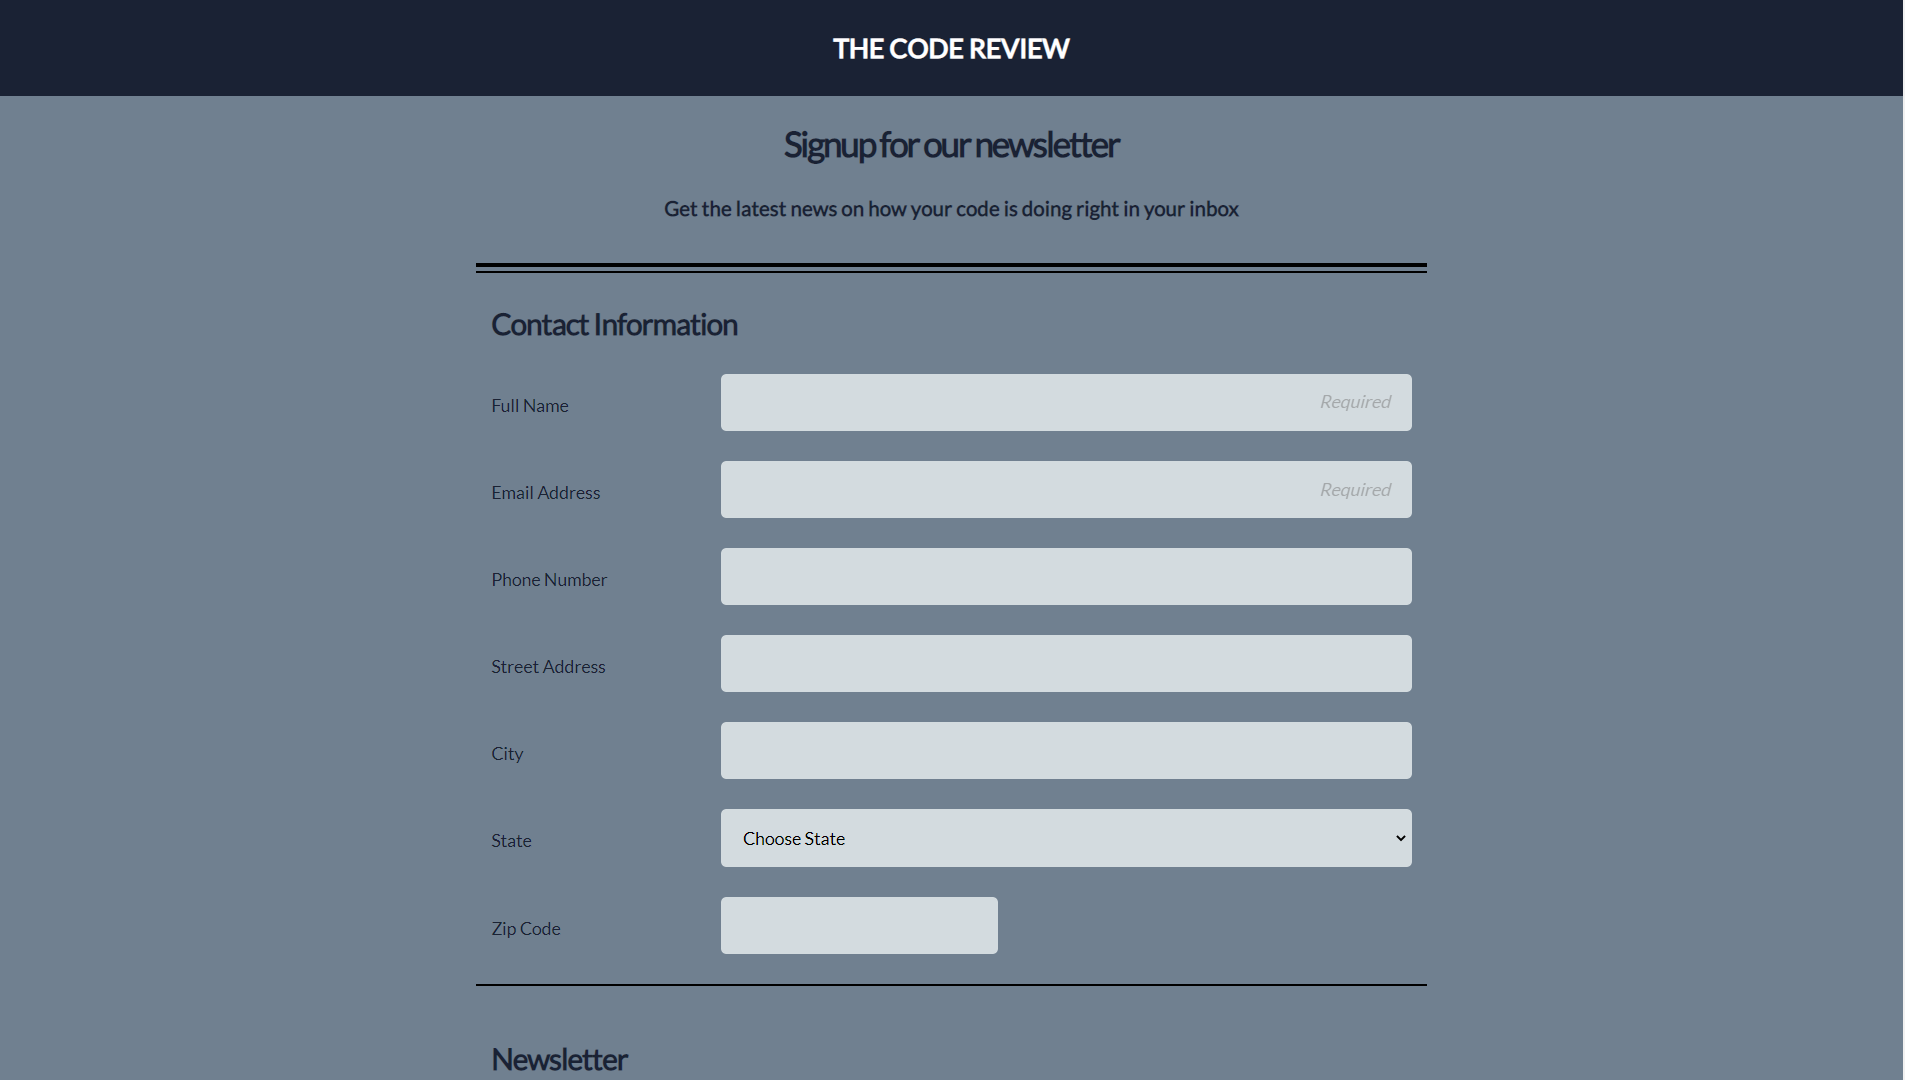 THE CODE REVIEW
Signup for our newsletter
Get the latest news on how your code is doing right in your inbox
Contact Information
Full Name
Required
Email Address
Required
Phone Number
Street Address
City
State
Choose State
Zip Code
Newsletter